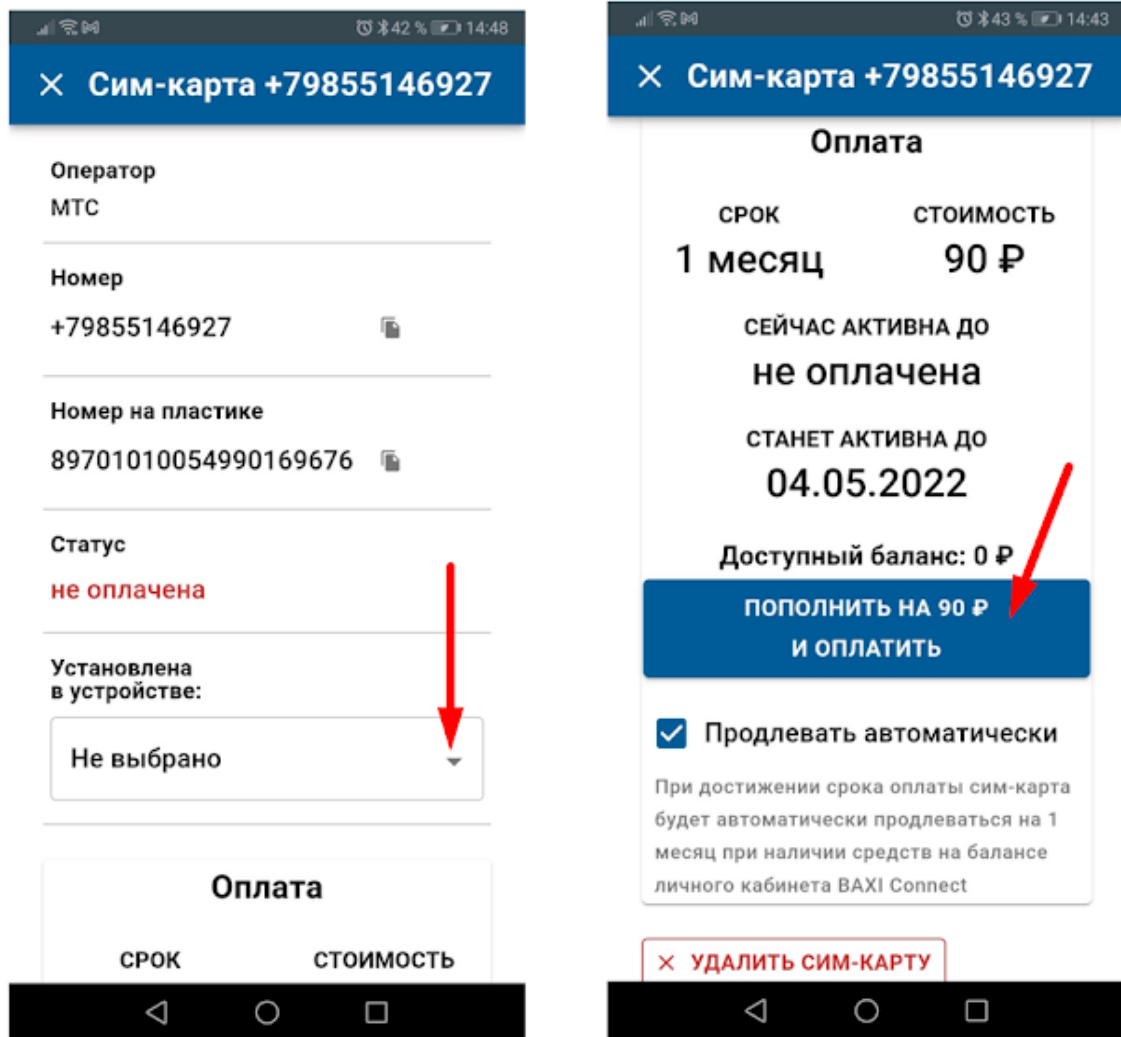 42 % 14:48
Сим-карта +79855146927
Оператор
МТС
Номер
+79855146927
Номер на пластике
89701010054990169676
Статус
не оплачена
Установлена
в устройстве:
Не выбрано
Оплата
СРОК СТОИМОСТЬ
43 % 14:43
Сим-карта +79855146927
Оплата
СРОК СТОИМОСТЬ
1 месяц 90 ₽
СЕЙЧАС АКТИВНА ДО
не оплачена
СТАНЕТ АКТИВНА ДО
04.05.2022
Доступный баланс: 0 ₽
ПОПОЛНИТЬ НА 90 ₽
И ОПЛАТИТЬ
Продлевать автоматически
При достижении срока оплаты сим-карта
будет автоматически продлеваться на 1
месяц при наличии средств на балансе
личного кабинета BAXI Connect
УДАЛИТЬ СИМ-КАРТУ